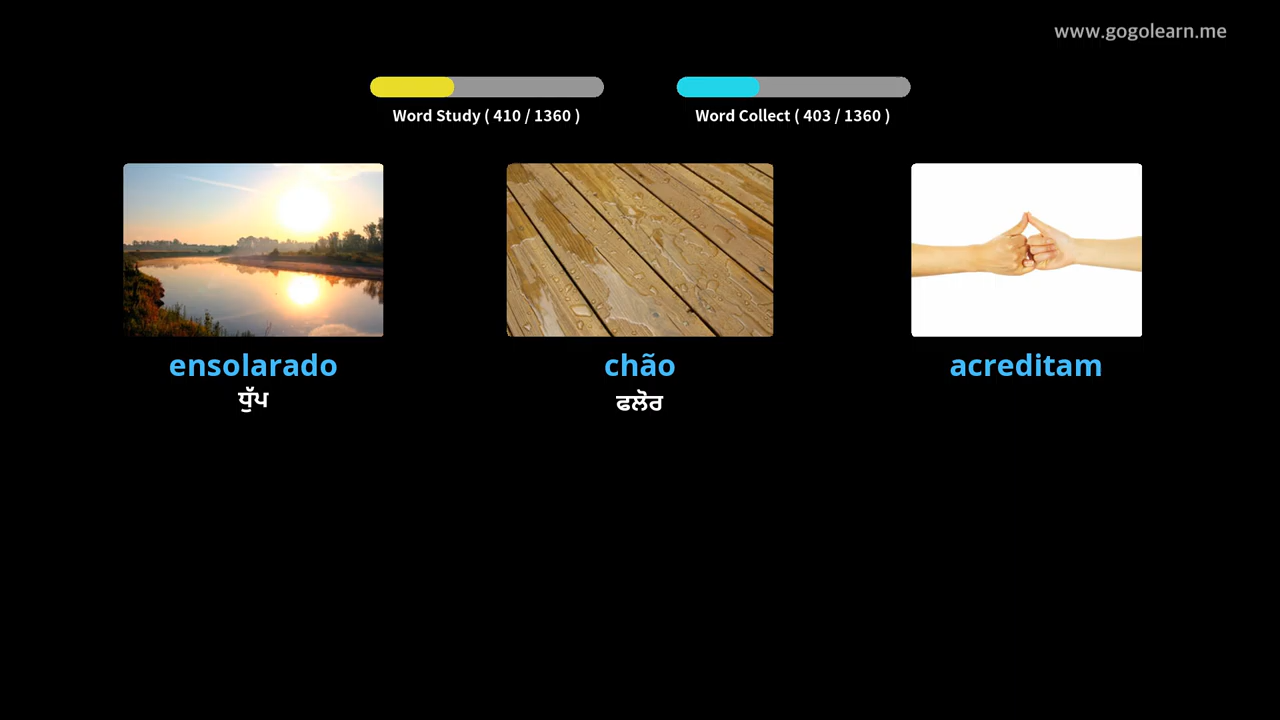 www.gogolearn.me
Word Study ( 410 / 1360 )
Word Collect ( 403 / 1360 )
ensolarado
ਧੁੱਪ
chão
ਫਲੋਰ
acreditam